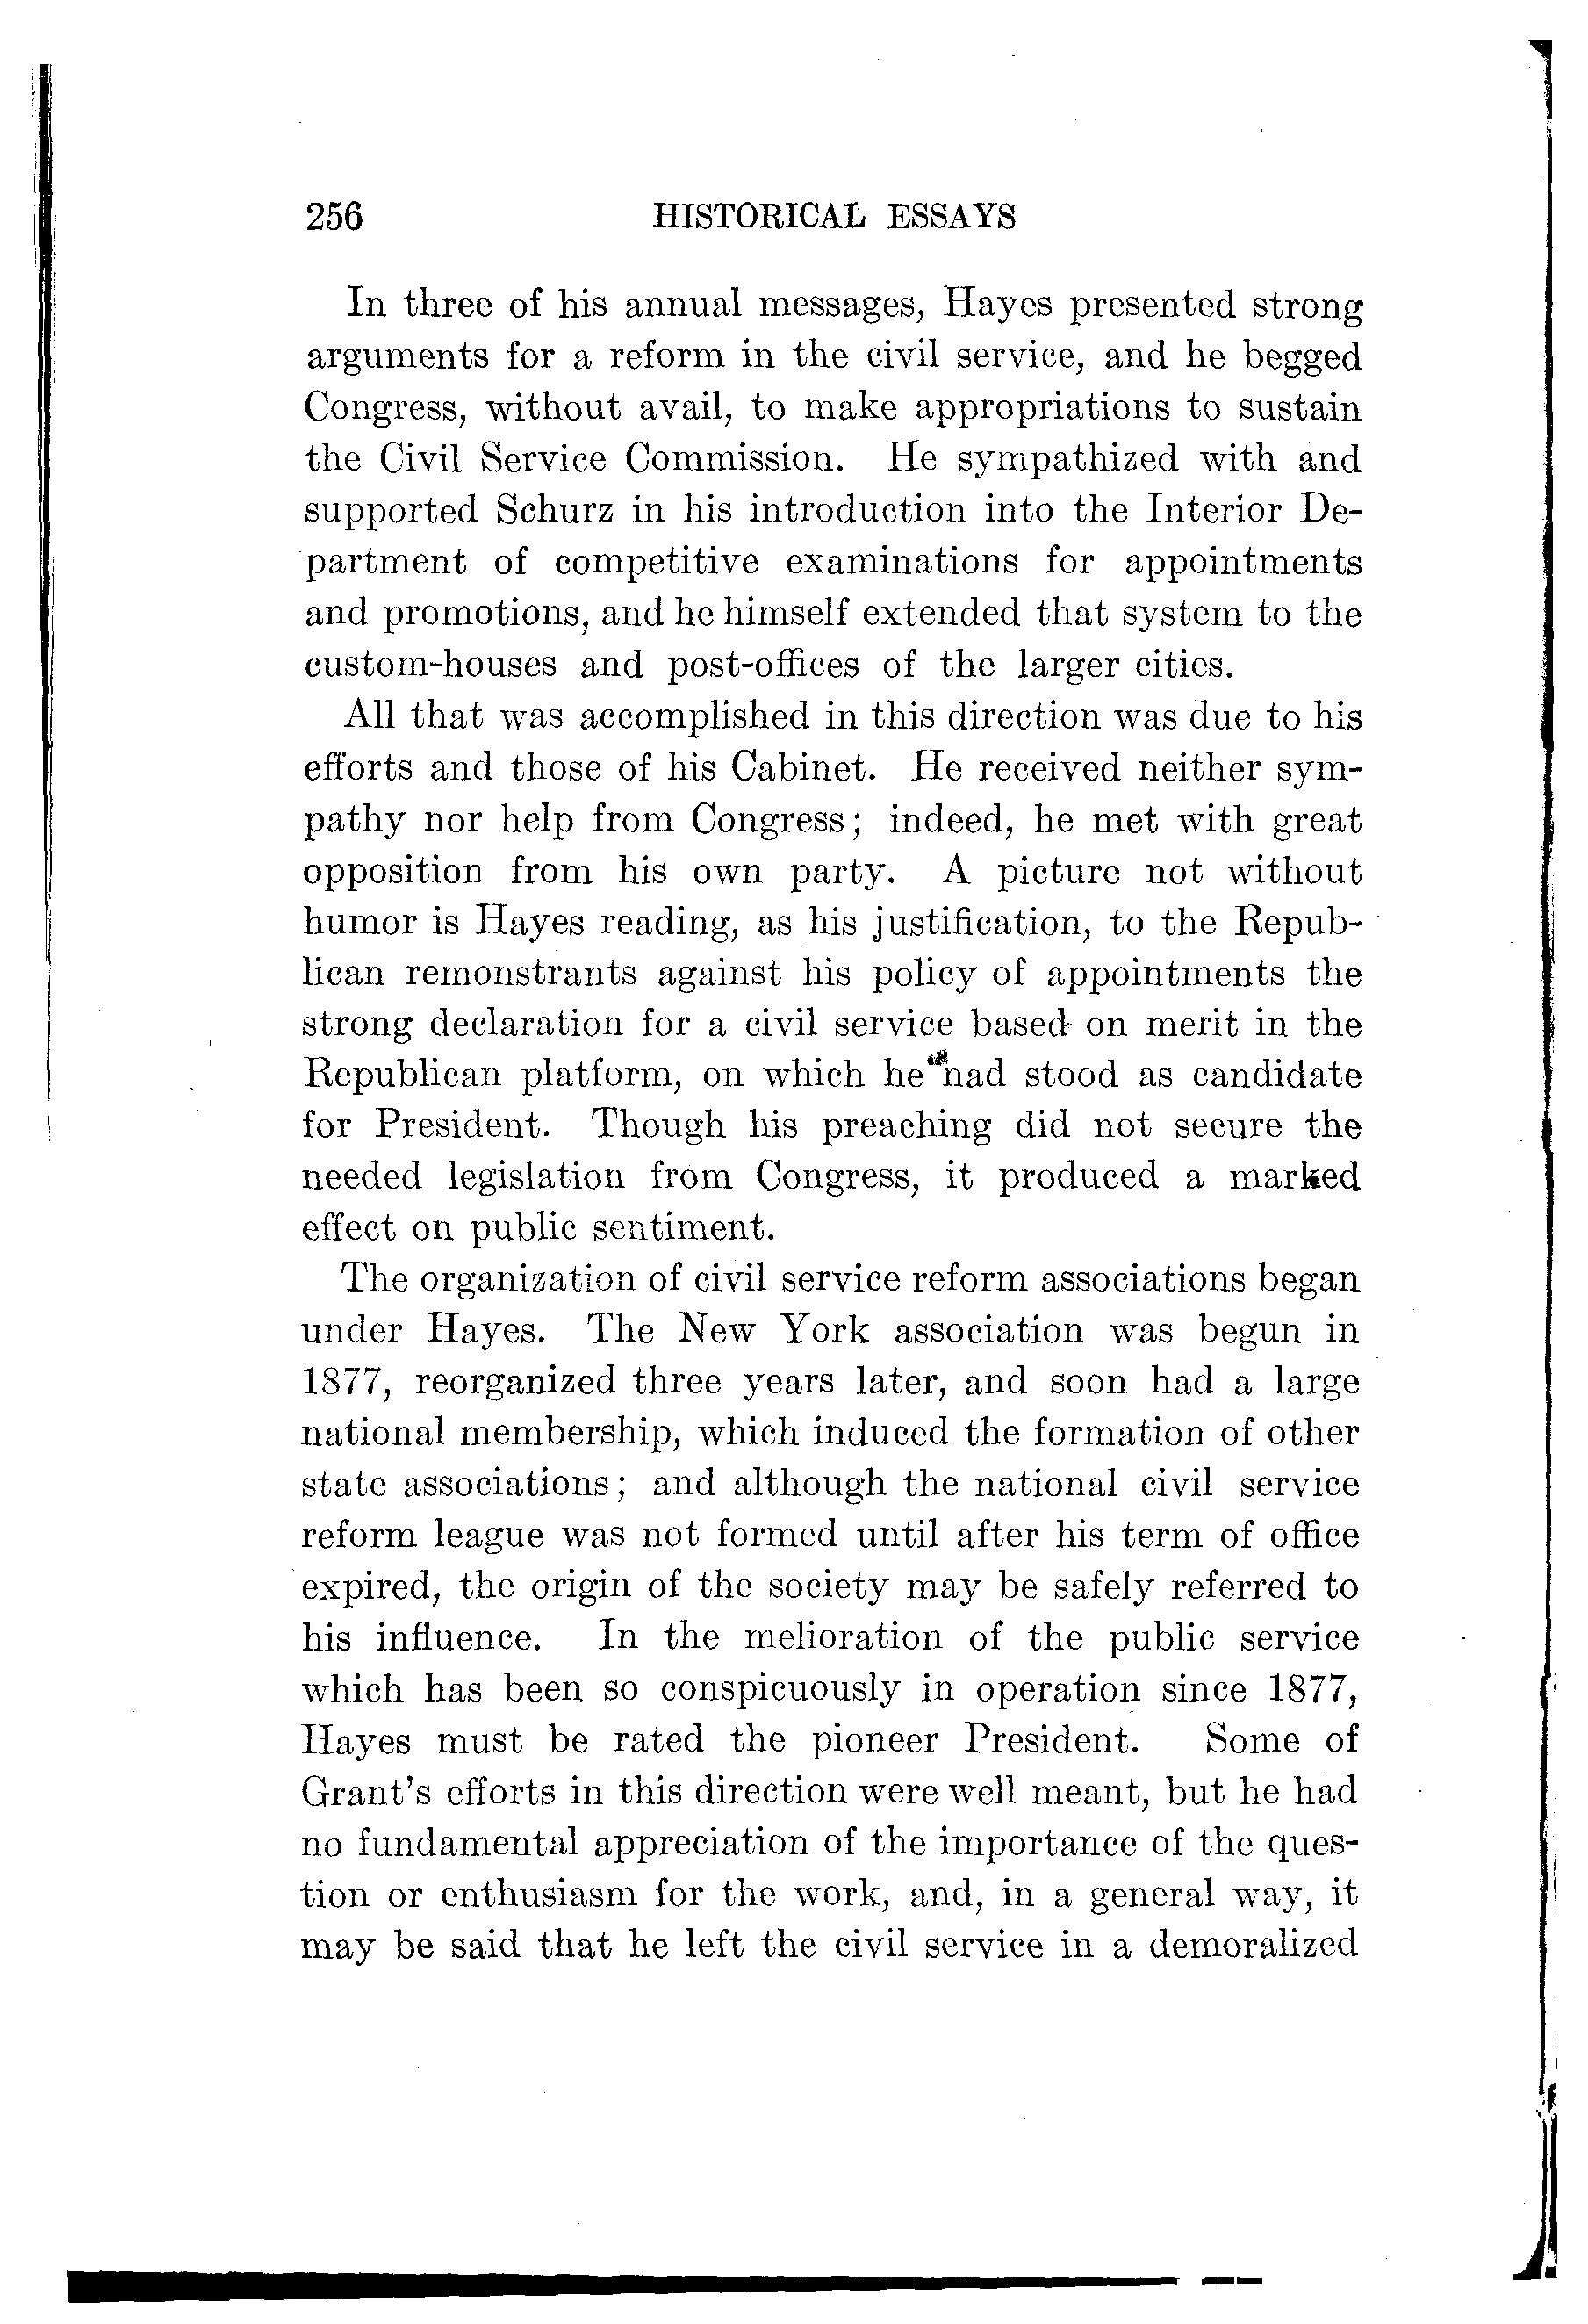 256 HISTORICAL ESSAYS
In three of his annual messages, Hayes presented strong
arguments for a reform in the civil service, and he begged
Congress, without avail, to make appropriations to sustain
the Civil Service Commission. He sympathized with and
supported Schurz in his introduction into the Interior De-
partment of competitive examinations for appointments
and promotions, and he himself extended that system to the
custom-houses and post-offices of the larger cities.
All that was accomplished in this direction was due to his
efforts and those of his Cabinet. He received neither sym-
pathy nor help from Congress; indeed, he met with great
opposition from his own party. A picture not without
humor is Hayes reading, as his justification, to the Repub-
lican remonstrants against his policy of appointments the
strong declaration for a civil service based on merit in the
Republican platform, on which he had stood as candidate
for President. Though his preaching did not secure the
needed legislation from Congress, it produced a marked
effect on public sentiment.
The organization of civil service reform associations began
under Hayes. The New York association was begun in
1877, reorganized three years later, and soon had a large
national membership, which induced the formation of other
state associations; and although the national civil service
reform league was not formed until after his term of office
expired, the origin of the society may be safely referred to
his influence. In the melioration of the public service
which has been so conspicuously in operation since 1877,
Hayes must be rated the pioneer President. Some of
Grant's efforts in this direction were well meant, but he had
no fundamental appreciation of the importance of the ques-
tion or enthusiasm for the work, and, in a general way, it
may be said that he left the civil service in a demoralized